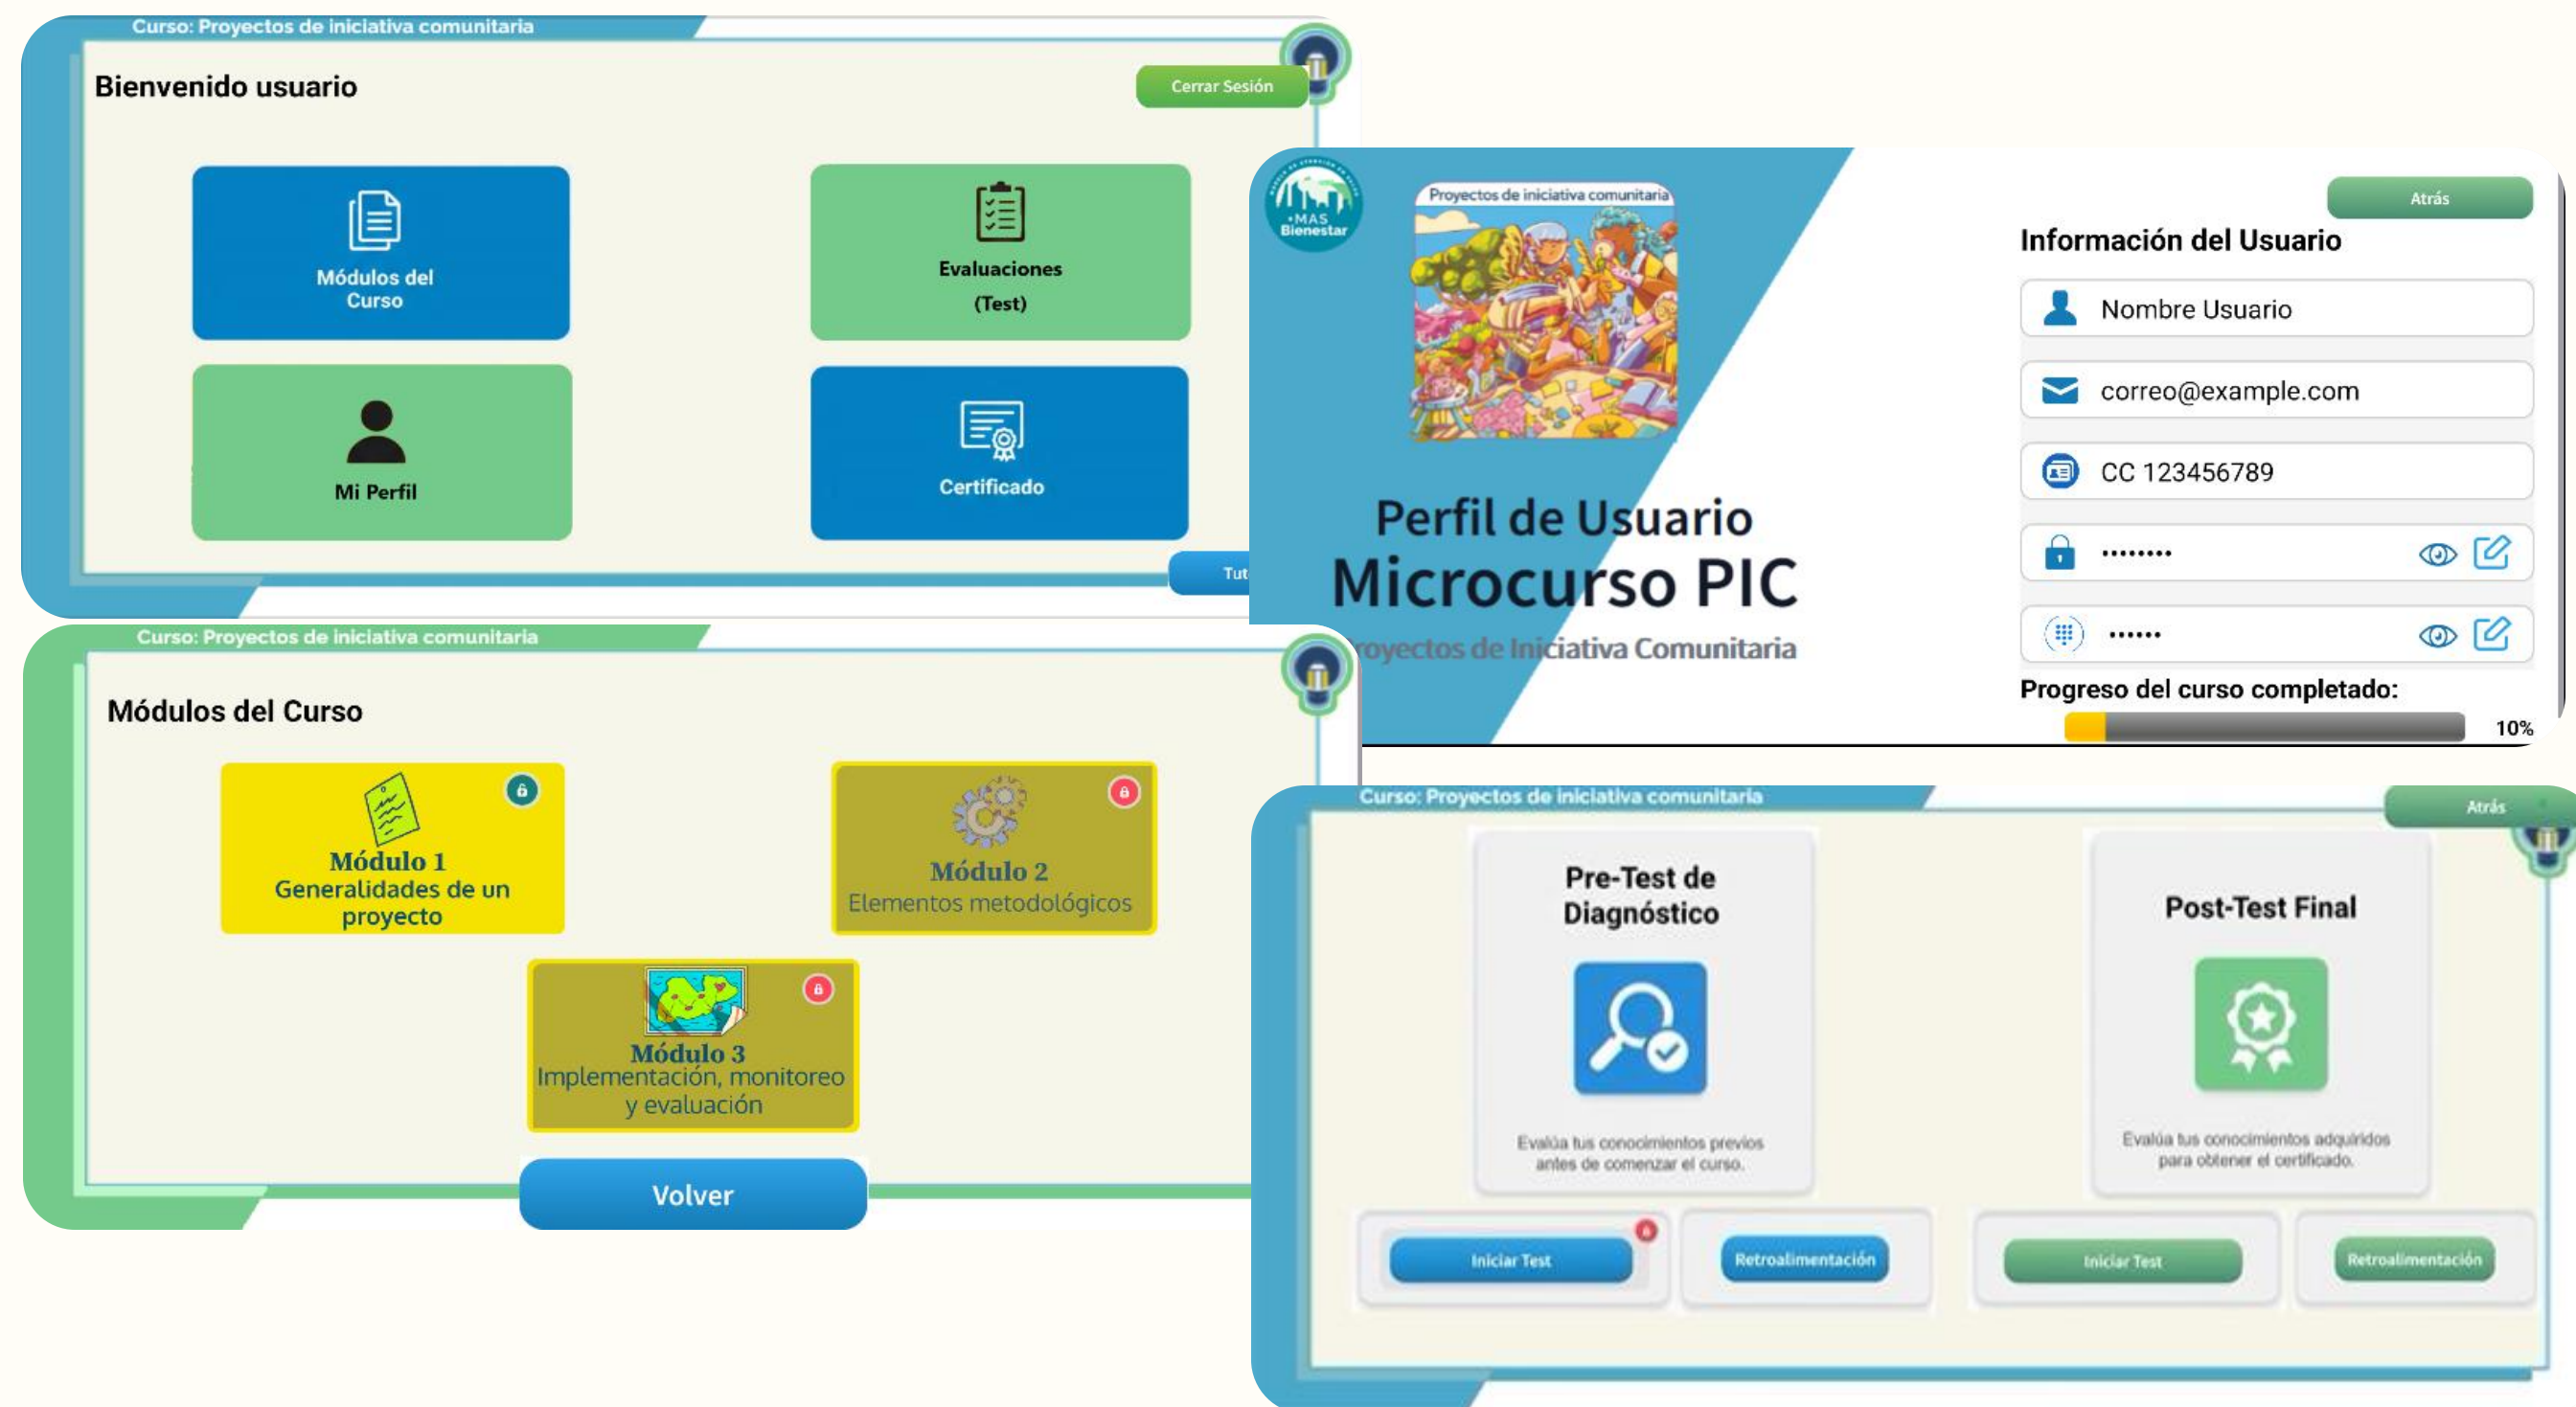 Curso: Proyectos de iniciativa comunitaria
Bienvenido usuario
Cerrar Sesión
Módulos del
Curso
Evaluaciones
(Test)
Mi Perfil
Certificado
Tut
•MAS
Bienestar
Proyectos de iniciativa comunitaria
Perfil de Usuario
Microcurso PIC
royectos de Iniciativa Comunitaria
Atrás
Información del Usuario
Nombre Usuario
correo@example.com
CC 123456789
••••••••
••••••
Progreso del curso completado:
10%
Curso: Proyectos de iniciativa comunitaria
Módulos del Curso
Módulo 1
Generalidades de un
proyecto
Módulo 2
Elementos metodológicos
Módulo 3
Implementación, monitoreo
y evaluación
Volver
Curso: Proyectos de iniciativa comunitaria
Atrás
Pre-Test de
Diagnóstico
Evalúa tus conocimientos previos
antes de comenzar el curso.
Iniciar Test
Retroalimentación
Post-Test Final
Evalúa tus conocimientos adquiridos
para obtener el certificado.
Iniciar Test
Retroalimentación